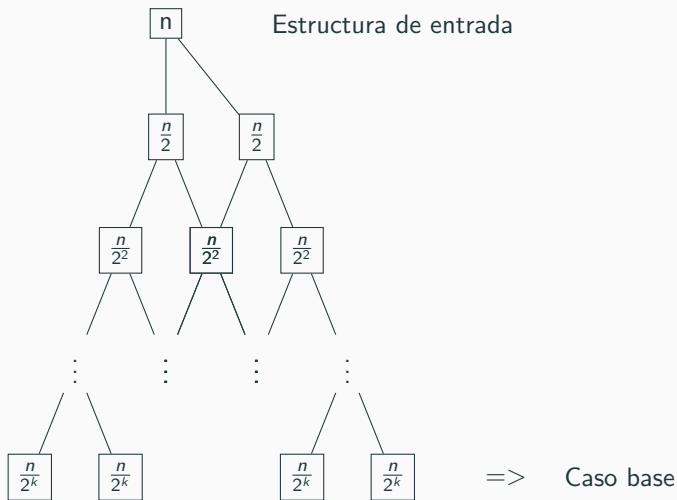 n Estructura de entrada
n/2 n/2
n/2² n/2² n/2²
⋮ ⋮ ⋮ ⋮
n/2ᵏ n/2ᵏ n/2ᵏ n/2ᵏ => Caso base